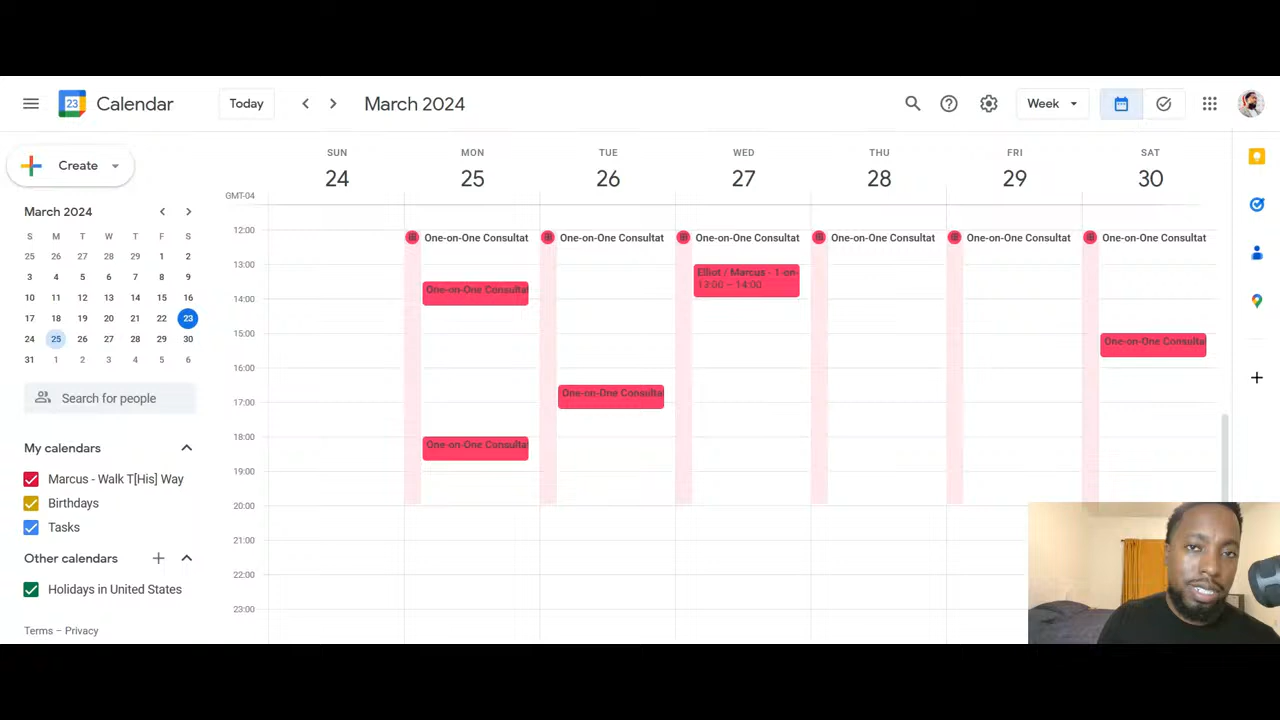 23
Calendar
Today
March 2024
Week
Create
March 2024
S M T W T F S
25 26 27 28 29 1 2
3 4 5 6 7 8 9
10 11 12 13 14 15 16
17 18 19 20 21 22 23
24 25 26 27 28 29 30
31 1 2 3 4 5 6
Search for people
My calendars
Marcus - Walk T[His] Way
Birthdays
Tasks
Other calendars
Holidays in United States
Terms – Privacy
SUN MON TUE WED THU FRI SAT
24 25 26 27 28 29 30
GMT-04
12:00
One-on-One Consultat One-on-One Consultat One-on-One Consultat One-on-One Consultat One-on-One Consultat One-on-One Consultat
13:00
Elliot / Marcus - 1-on-
13:00 – 14:00
One-on-One Consultat
14:00
15:00
One-on-One Consultat
16:00
One-on-One Consultat
17:00
18:00
One-on-One Consultat
19:00
20:00
21:00
22:00
23:00